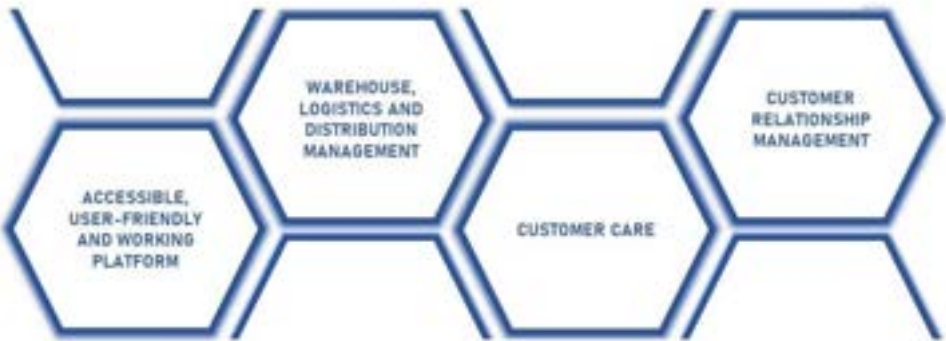 ACCESSIBLE,
USER-FRIENDLY
AND WORKING
PLATFORM
WAREHOUSE,
LOGISTICS AND
DISTRIBUTION
MANAGEMENT
CUSTOMER CARE
CUSTOMER
RELATIONSHIP
MANAGEMENT